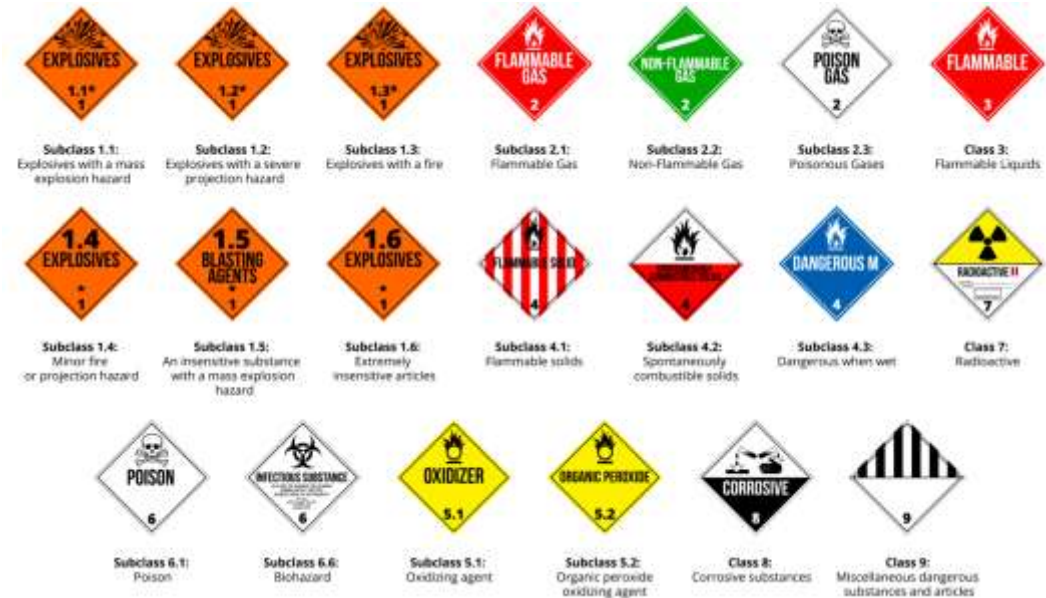 EXPLOSIVES
1.1*
1
Subclass 1.1:
Explosives with a mass
explosion hazard
EXPLOSIVES
1.2*
1
Subclass 1.2:
Explosives with a severe
projection hazard
EXPLOSIVES
1.3*
1
Subclass 1.3:
Explosives with a fire
FLAMMABLE
GAS
2
Subclass 2.1:
Flammable Gas
NON-FLAMMABLE
GAS
2
Subclass 2.2:
Non-Flammable Gas
POISON
GAS
2
Subclass 2.3:
Poisonous Gases
FLAMMABLE
3
Class 3:
Flammable Liquids
1.4
EXPLOSIVES
*
1
Subclass 1.4:
Minor fire
or projection hazard
1.5
BLASTING
AGENTS
*
1
Subclass 1.5:
An insensitive substance
with a mass explosion
hazard
1.6
EXPLOSIVES
*
1
Subclass 1.6:
Extremely
insensitive articles
FLAMMABLE SOLID
4
Subclass 4.1:
Flammable solids
4
Subclass 4.2:
Spontaneously
combustible solids
DANGEROUS M
4
Subclass 4.3:
Dangerous when wet
RADIOACTIVE II
7
Class 7:
Radioactive
POISON
6
Subclass 6.1:
Poison
INFECTIOUS SUBSTANCE
6
Subclass 6.6:
Biohazard
OXIDIZER
5.1
Subclass 5.1:
Oxidizing agent
ORGANIC PEROXIDE
5.2
Subclass 5.2:
Organic peroxide
oxidizing agent
CORROSIVE
8
Class 8:
Corrosive substances
9
Class 9:
Miscellaneous dangerous
substances and articles